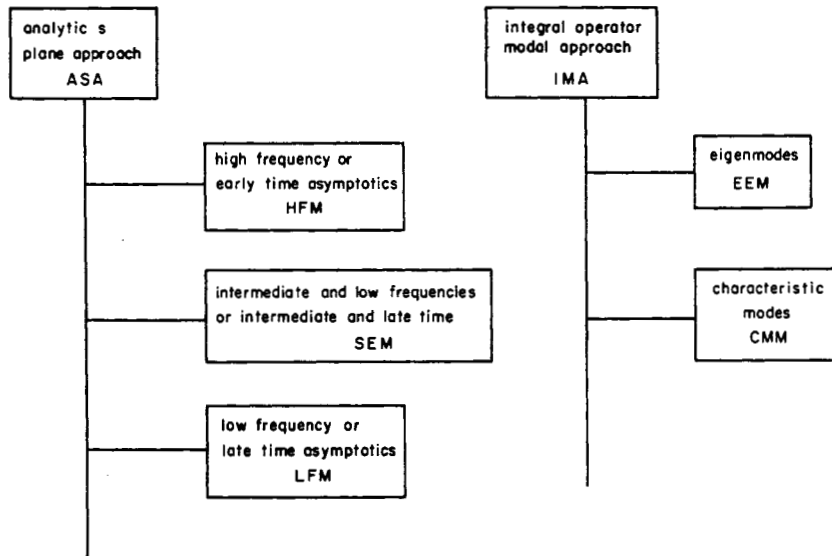 analytic s
plane approach
ASA
high frequency or
early time asymptotics
HFM
intermediate and low frequencies
or intermediate and late time
SEM
low frequency or
late time asymptotics
LFM
integral operator
modal approach
IMA
eigenmodes
EEM
characteristic
modes
CMM